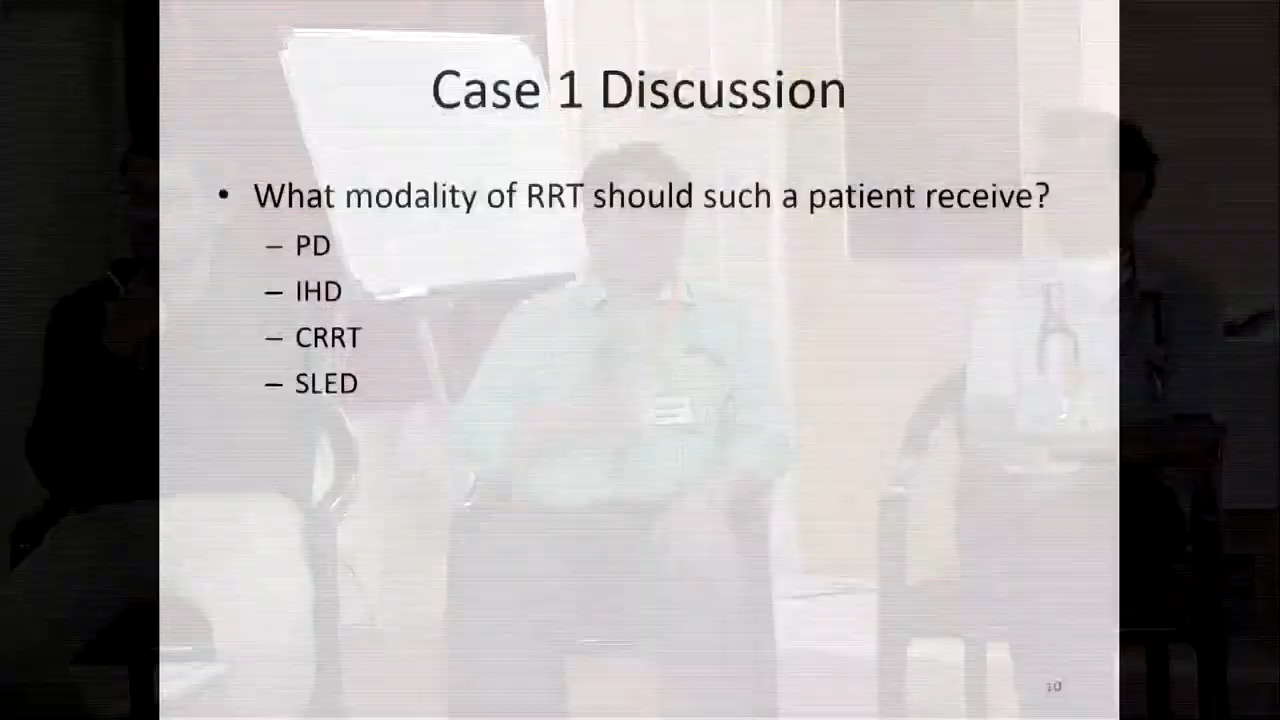 Case 1 Discussion
• What modality of RRT should such a patient receive?
– PD
– IHD
– CRRT
– SLED
10